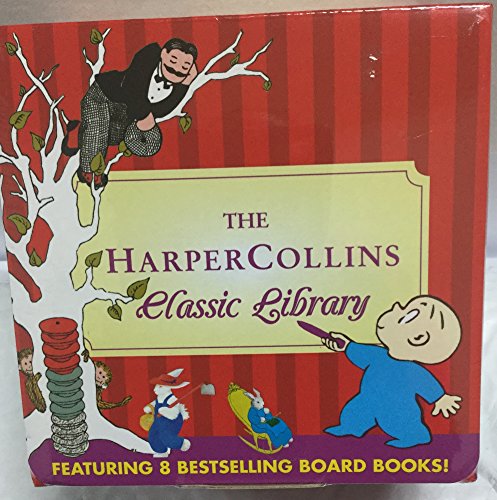 THE
HARPERCOLLINS
Classic Library
FEATURING 8 BESTSELLING BOARD BOOKS!